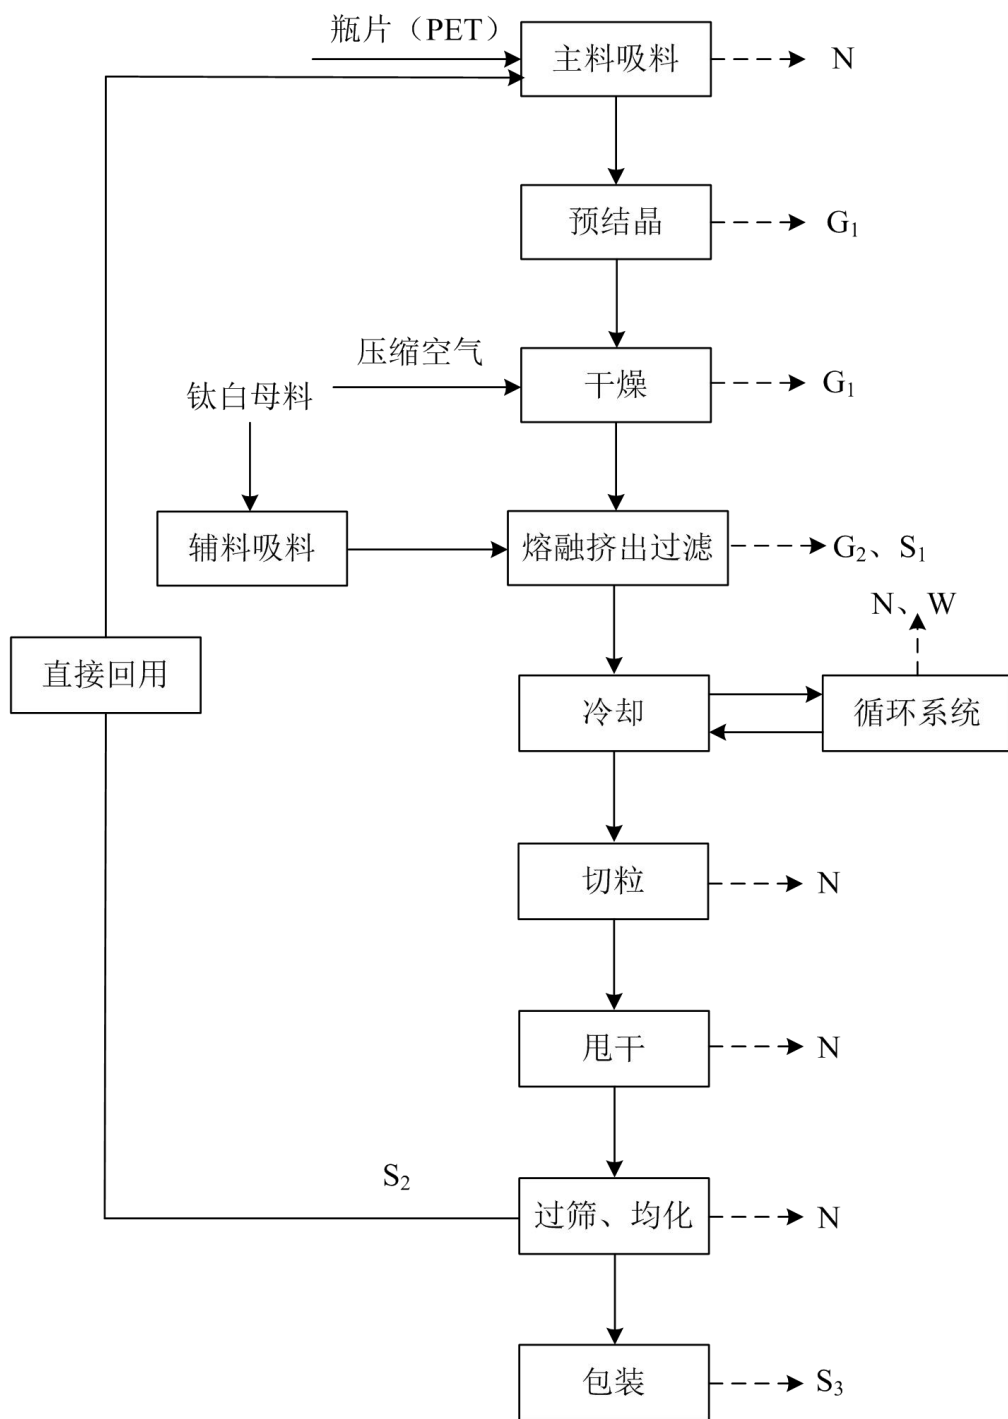 瓶片（PET）
主料吸料
N
预结晶
G₁
压缩空气
干燥
G₁
钛白母料
辅料吸料
熔融挤出过滤
G₂、S₁
N、W
直接回用
冷却
循环系统
切粒
N
甩干
N
S₂
过筛、均化
N
包装
S₃